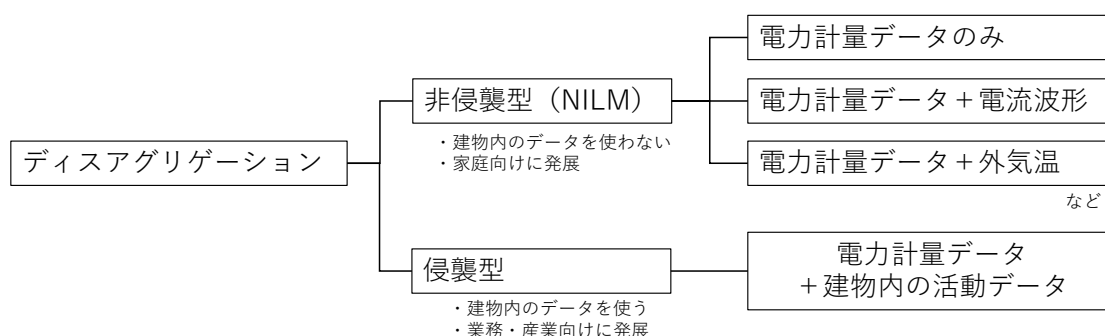 ディスアグリゲーション
非侵襲型（NILM）
・建物内のデータを使わない
・家庭向けに発展
電力計量データのみ
電力計量データ＋電流波形
電力計量データ＋外気温
など
侵襲型
・建物内のデータを使う
・業務・産業向けに発展
電力計量データ
＋建物内の活動データ